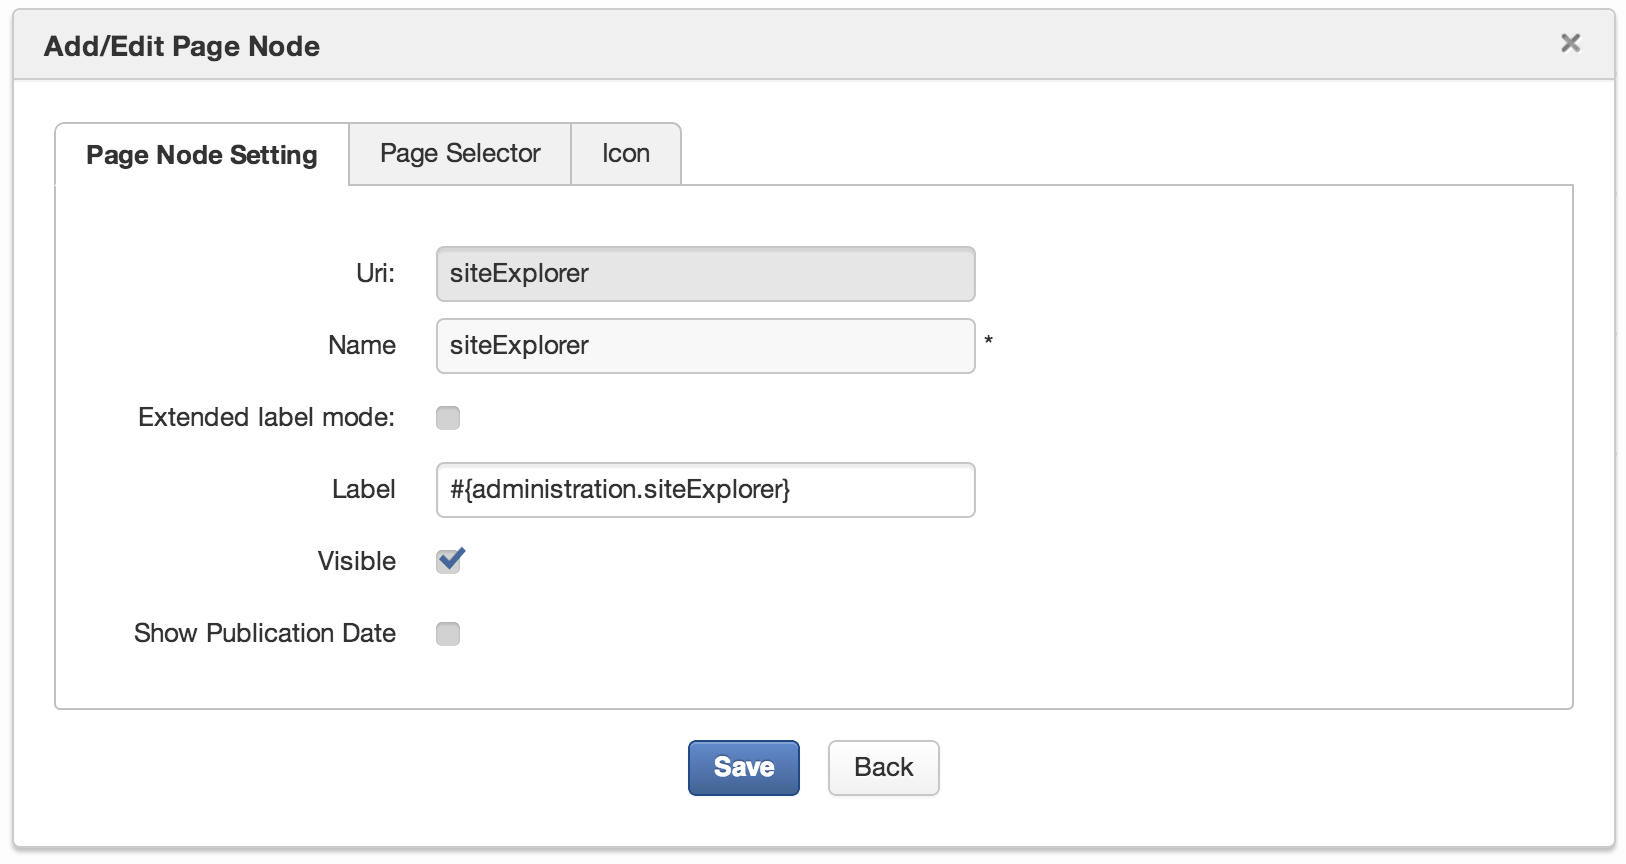 Add/Edit Page Node
Page Node Setting
Page Selector
Icon
Uri: siteExplorer
Name siteExplorer *
Extended label mode:
Label #{administration.siteExplorer}
Visible
Show Publication Date
Save
Back